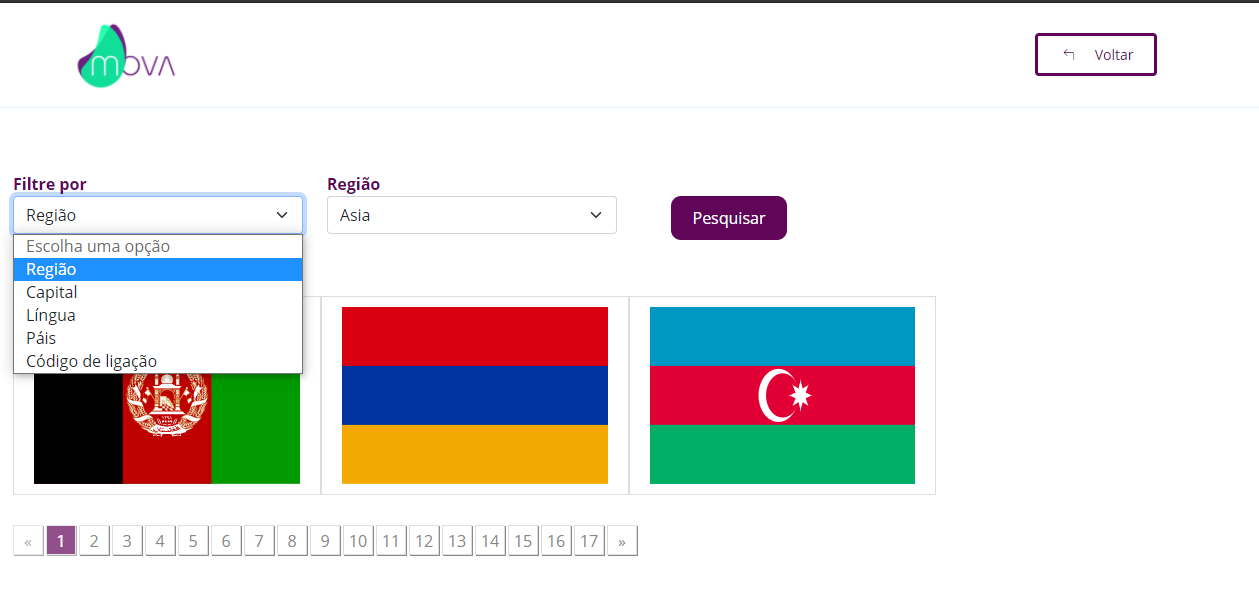 mova
Voltar
Filtre por
Região
Região
Asia
Pesquisar
Escolha uma opção
Região
Capital
Língua
Páis
Código de ligação
« 1 2 3 4 5 6 7 8 9 10 11 12 13 14 15 16 17 »